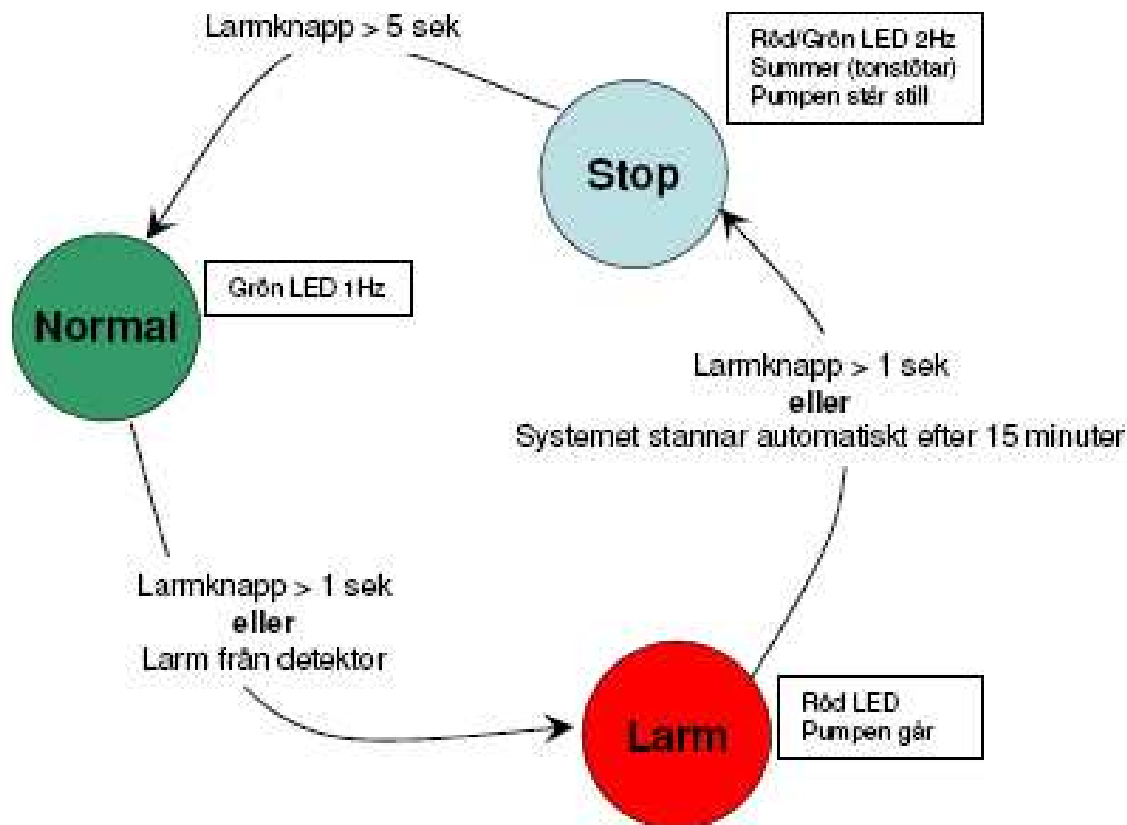 Larmknapp > 5 sek
Röd/Grön LED 2Hz
Summer (tonstötar)
Pumpen står still
Stop
Normal
Grön LED 1Hz
Larmknapp > 1 sek
eller
Systemet stannar automatiskt efter 15 minuter
Larmknapp > 1 sek
eller
Larm från detektor
Larm
Röd LED
Pumpen går